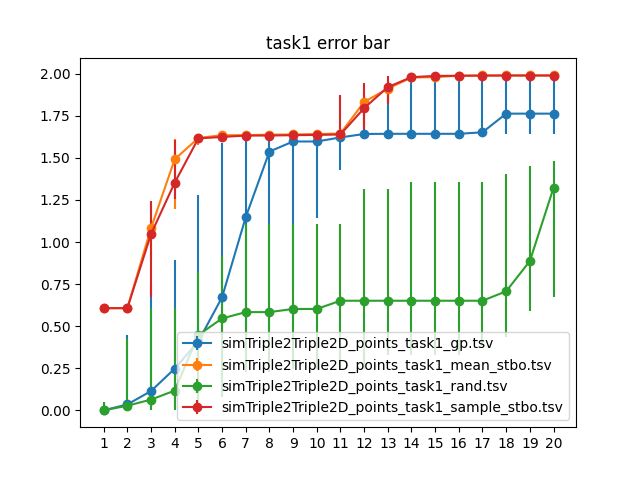 task1 error bar
2.00
1.75
1.50
1.25
1.00
0.75
0.50
0.25
0.00
simTriple2Triple2D_points_task1_gp.tsv
simTriple2Triple2D_points_task1_mean_stbo.tsv
simTriple2Triple2D_points_task1_rand.tsv
simTriple2Triple2D_points_task1_sample_stbo.tsv
1 2 3 4 5 6 7 8 9 10 11 12 13 14 15 16 17 18 19 20